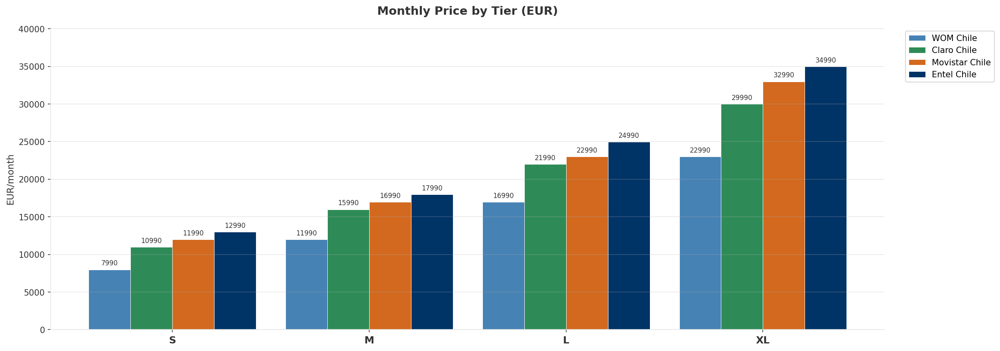 Monthly Price by Tier (EUR)
40000
35000
30000
25000
20000
15000
10000
5000
0
EUR/month
7990
10990
11990
12990
11990
15990
16990
17990
16990
21990
22990
24990
22990
29990
32990
34990
S
M
L
XL
WOM Chile
Claro Chile
Movistar Chile
Entel Chile